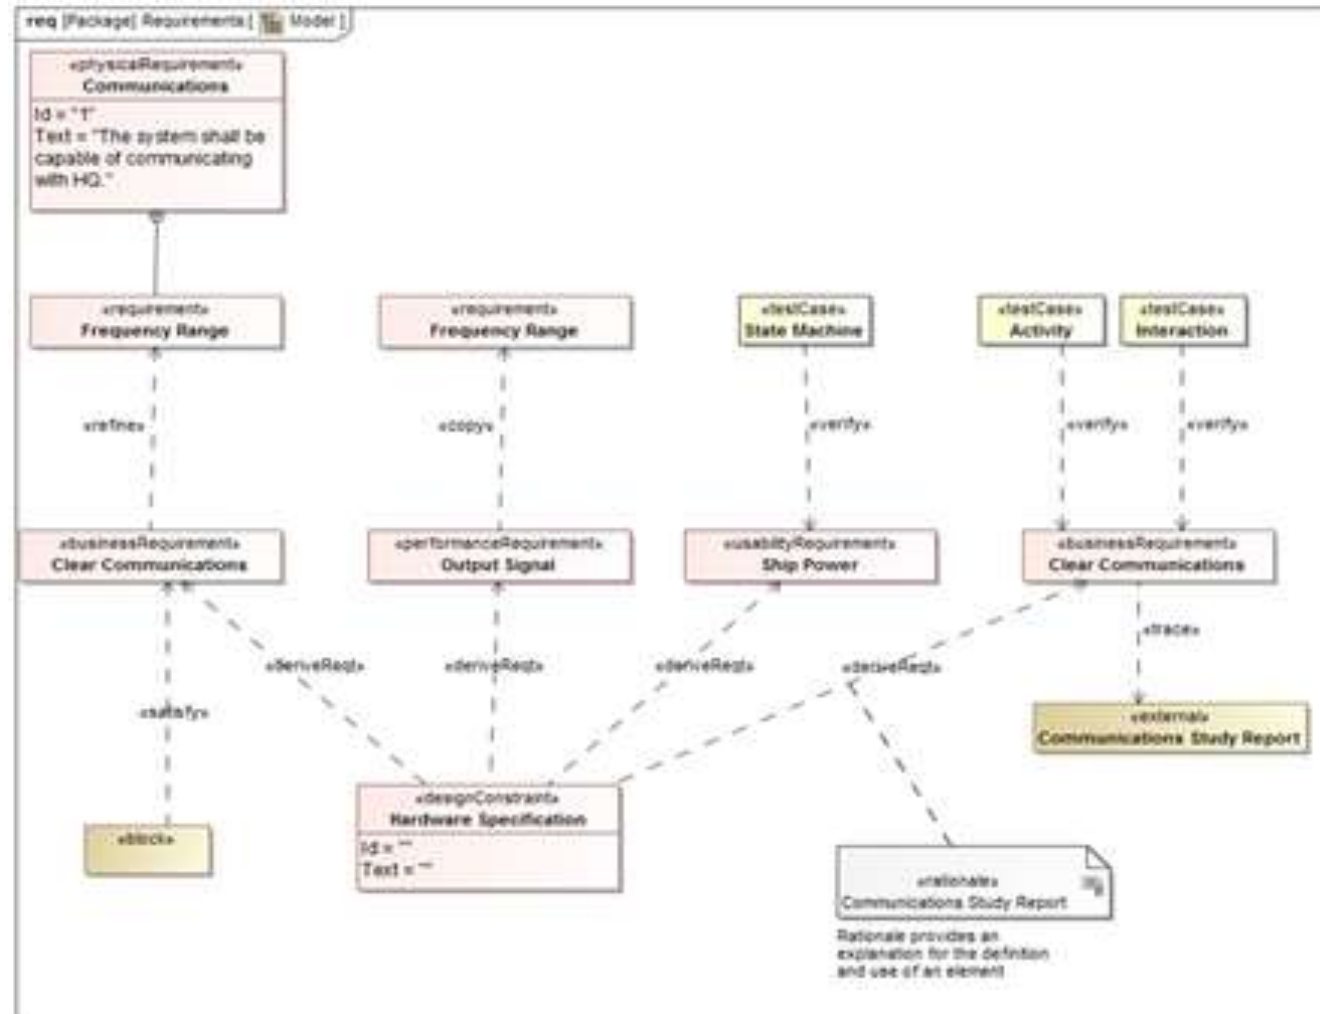 req [Package] Requirements [ Model ]
«physicalRequirement»
Communications
Id = "1"
Text = "The system shall be
capable of communicating
with HQ."
«requirement»
Frequency Range
«requirement»
Frequency Range
«testCase»
State Machine
«testCase»
Activity
«testCase»
Interaction
«refine»
«copy»
«verify»
«verify»
«verify»
«businessRequirement»
Clear Communications
«performanceRequirement»
Output Signal
«usabilityRequirement»
Ship Power
«businessRequirement»
Clear Communications
«trace»
«deriveReqt»
«deriveReqt»
«deriveReqt»
«deriveReqt»
«satisfy»
«external»
Communications Study Report
«designConstraint»
Hardware Specification
Id = ""
Text = ""
«block»
«rationale»
Communications Study Report
Rationale provides an
explanation for the definition
and use of an element